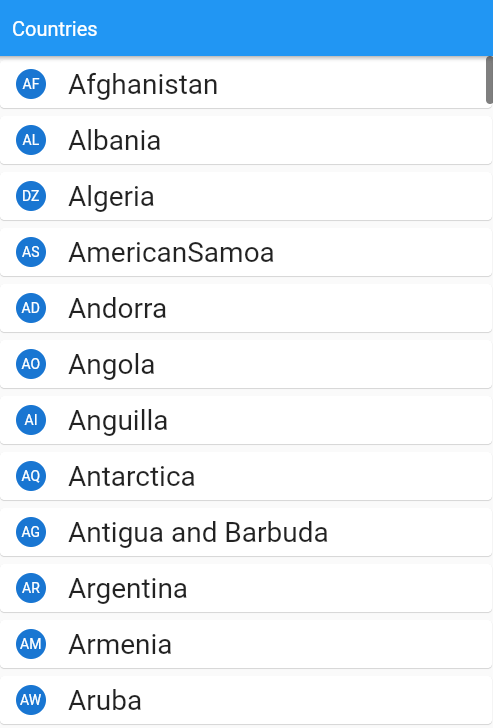 Countries
AF Afghanistan
AL Albania
DZ Algeria
AS AmericanSamoa
AD Andorra
AO Angola
AI Anguilla
AQ Antarctica
AG Antigua and Barbuda
AR Argentina
AM Armenia
AW Aruba